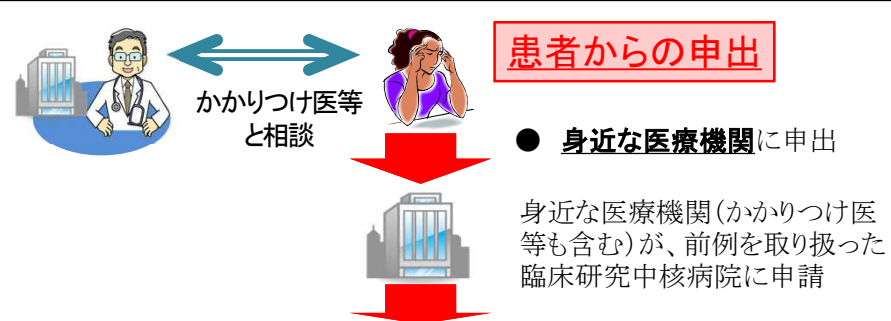 患者からの申出
かかりつけ医等
と相談
● 身近な医療機関に申出
身近な医療機関(かかりつけ医
等も含む)が、前例を取り扱った
臨床研究中核病院に申請